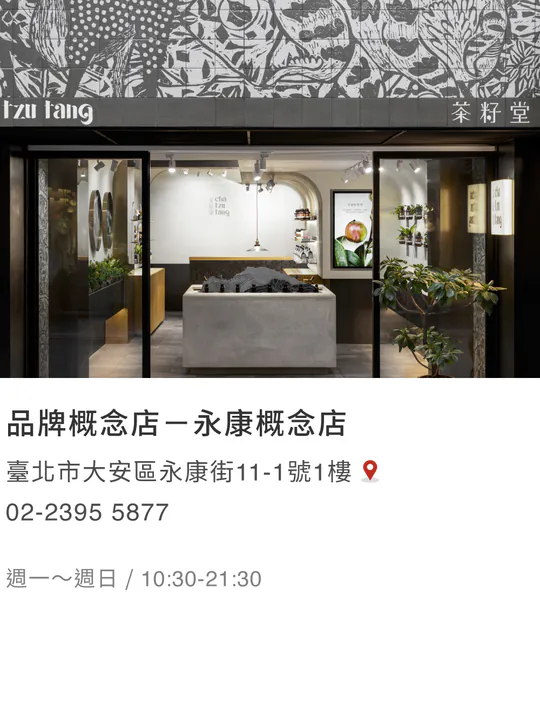 tzu tang
茶籽堂
cha
tzu
tang
品牌概念店－永康概念店
臺北市大安區永康街11-1號1樓
02-2395 5877
週一～週日 / 10:30-21:30